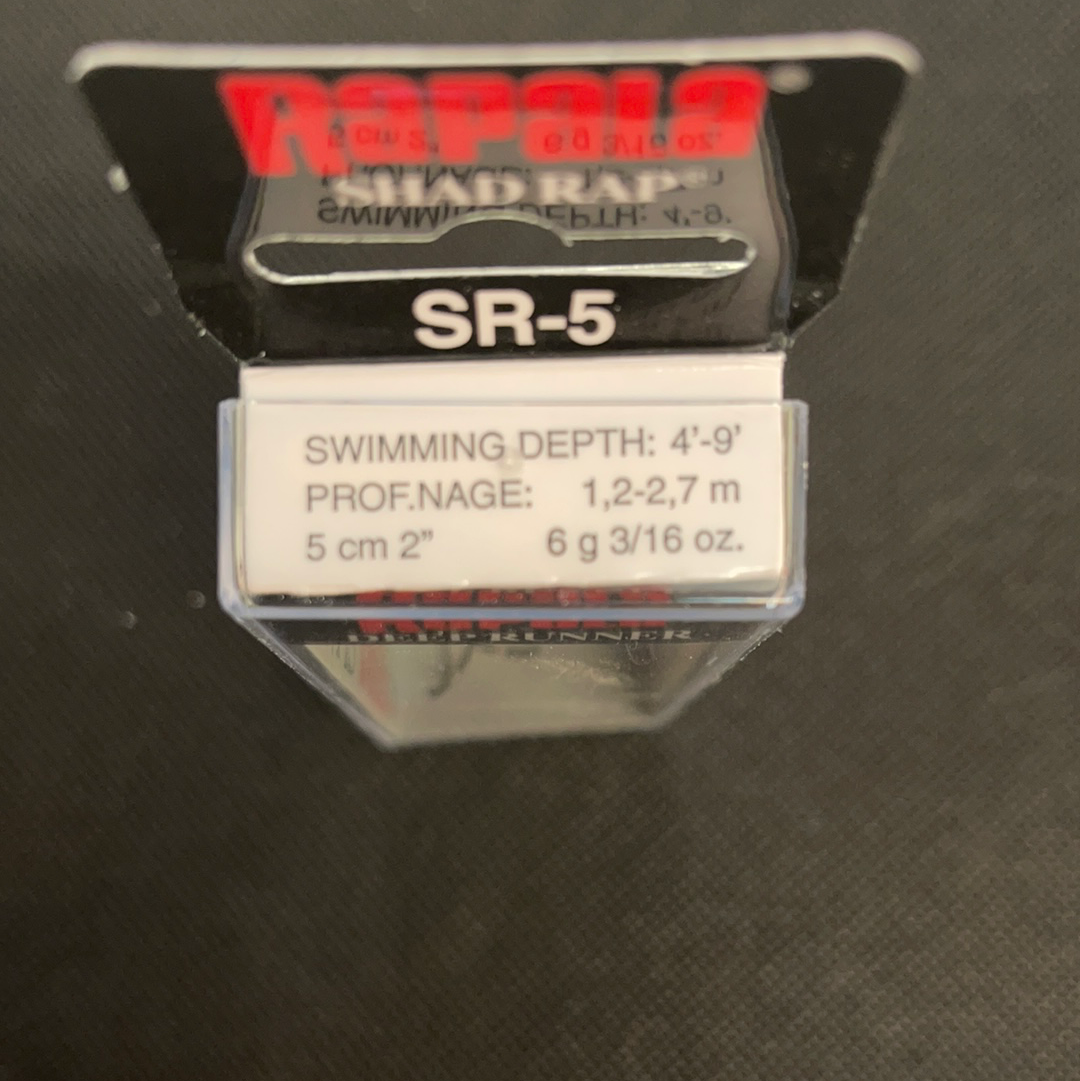 Rapala®
SHAD RAP®
SR-5
SWIMMING DEPTH: 4'-9'
PROF.NAGE: 1,2-2,7 m
5 cm 2" 6 g 3/16 oz.
Rapala
DEEP RUNNER